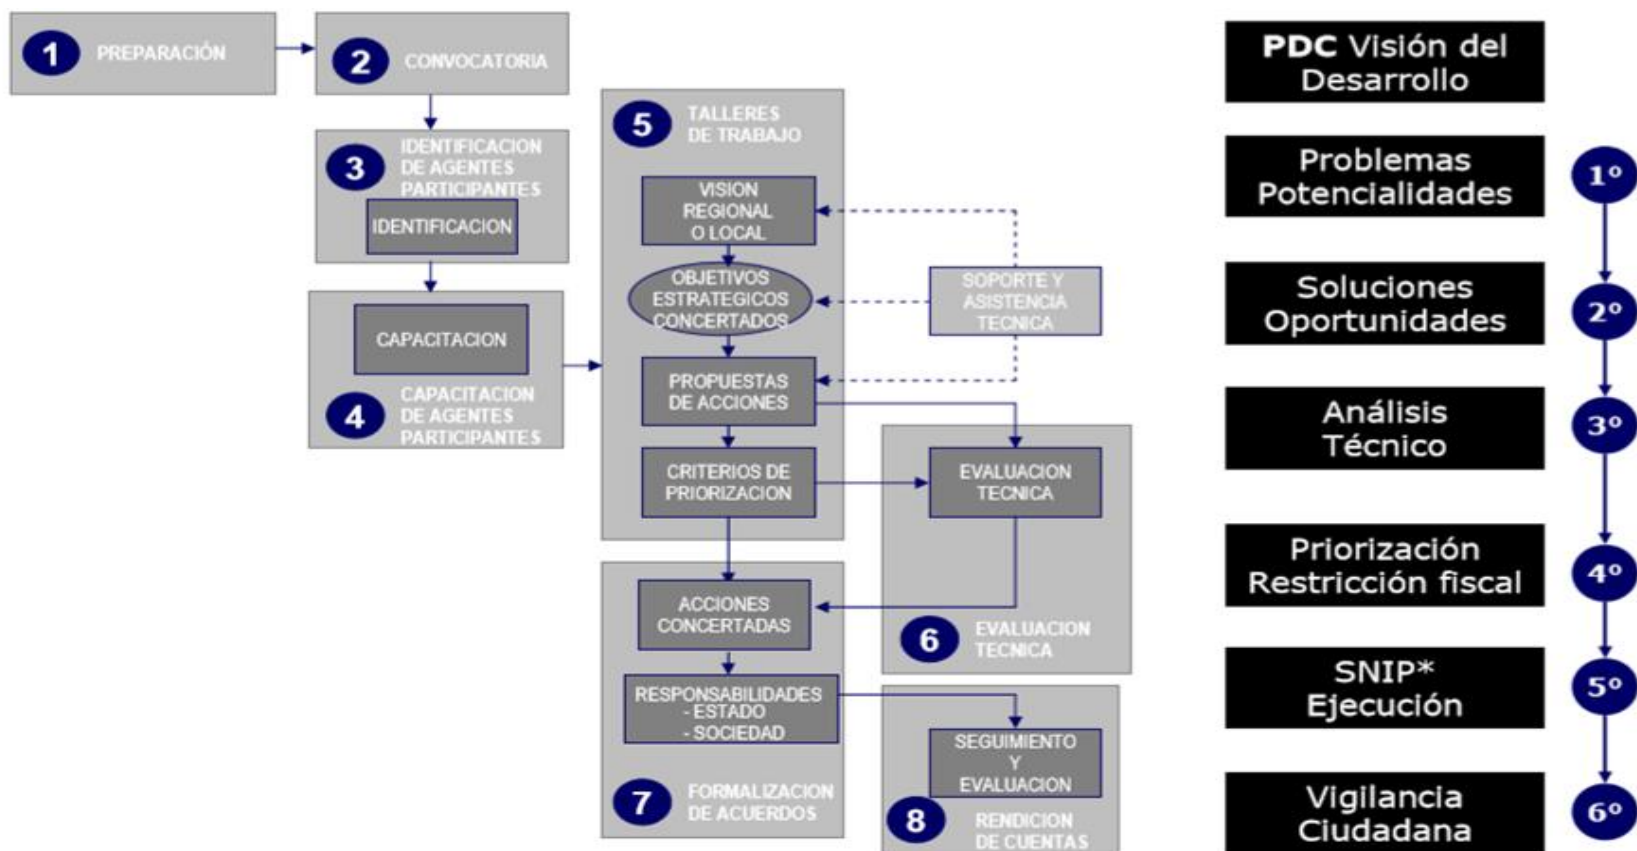 1 PREPARACIÓN
2 CONVOCATORIA
3 IDENTIFICACION
DE AGENTES
PARTICIPANTES
IDENTIFICACION
CAPACITACION
4 CAPACITACION
DE AGENTES
PARTICIPANTES
5 TALLERES
DE TRABAJO
VISION
REGIONAL
O LOCAL
OBJETIVOS
ESTRATEGICOS
CONCERTADOS
SOPORTE Y
ASISTENCIA
TECNICA
PROPUESTAS
DE ACCIONES
CRITERIOS DE
PRIORIZACION
EVALUACION
TECNICA
6 EVALUACION
TECNICA
ACCIONES
CONCERTADAS
RESPONSABILIDADES
- ESTADO
- SOCIEDAD
7 FORMALIZACION
DE ACUERDOS
SEGUIMIENTO
Y
EVALUACION
8 RENDICION
DE CUENTAS
PDC Visión del
Desarrollo
Problemas
Potencialidades
1º
Soluciones
Oportunidades
2º
Análisis
Técnico
3º
Priorización
Restricción fiscal
4º
SNIP*
Ejecución
5º
Vigilancia
Ciudadana
6º